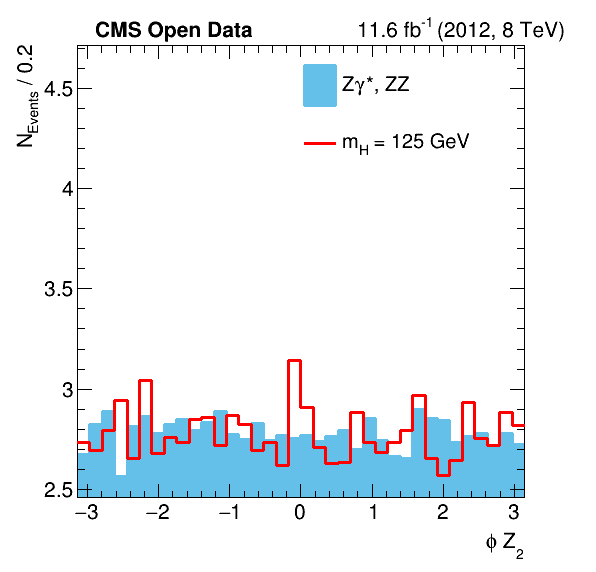 CMS Open Data 11.6 fb⁻¹ (2012, 8 TeV)
N_Events / 0.2
Zγ*, ZZ
m_H = 125 GeV
4.5
4
3.5
3
2.5
−3 −2 −1 0 1 2 3
ϕ Z₂